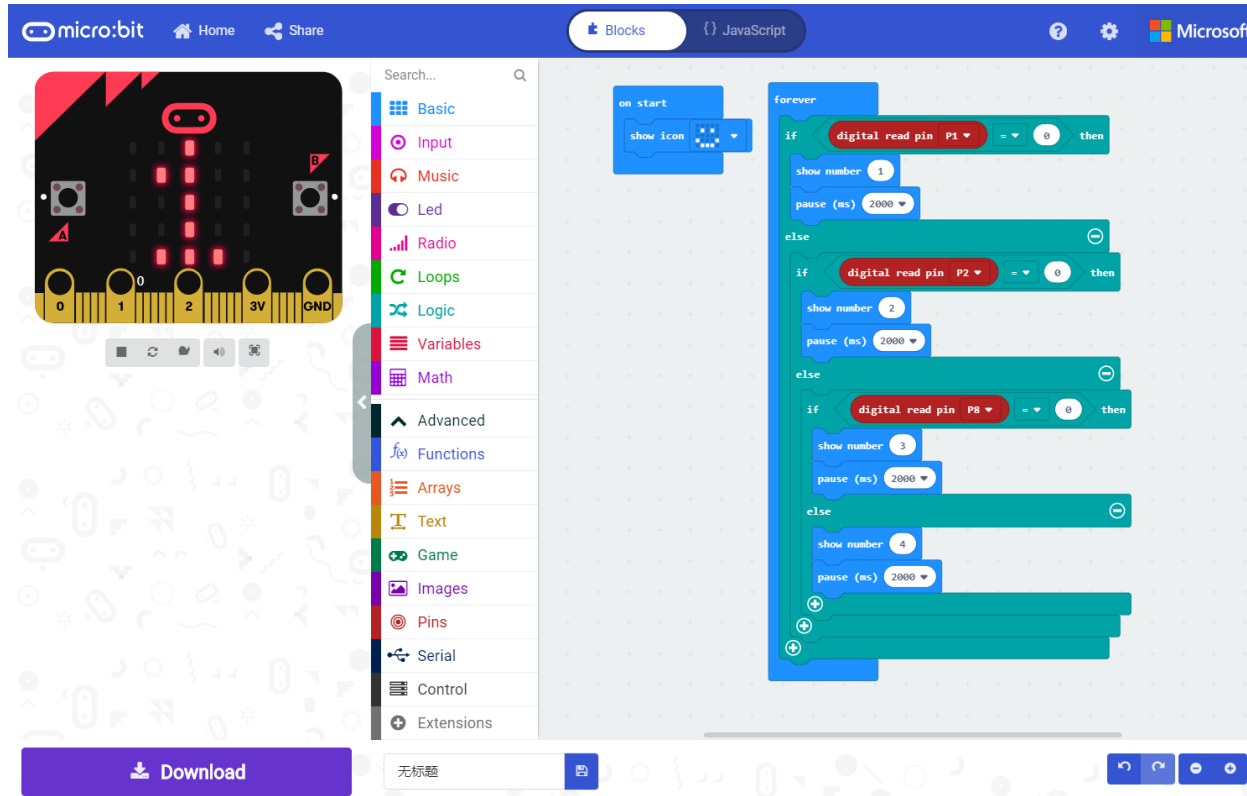 micro:bit Home Share Blocks {} JavaScript ? Microsoft
B
A
0
0 1 2 3V GND
Search...
Basic
Input
Music
Led
Radio
Loops
Logic
Variables
Math
Advanced
f(x) Functions
Arrays
Text
Game
Images
Pins
Serial
Control
Extensions
on start
show icon
forever
if digital read pin P1 = 0 then
show number 1
pause (ms) 2000
else
if digital read pin P2 = 0 then
show number 2
pause (ms) 2000
else
if digital read pin P8 = 0 then
show number 3
pause (ms) 2000
else
show number 4
pause (ms) 2000
Download
无标题